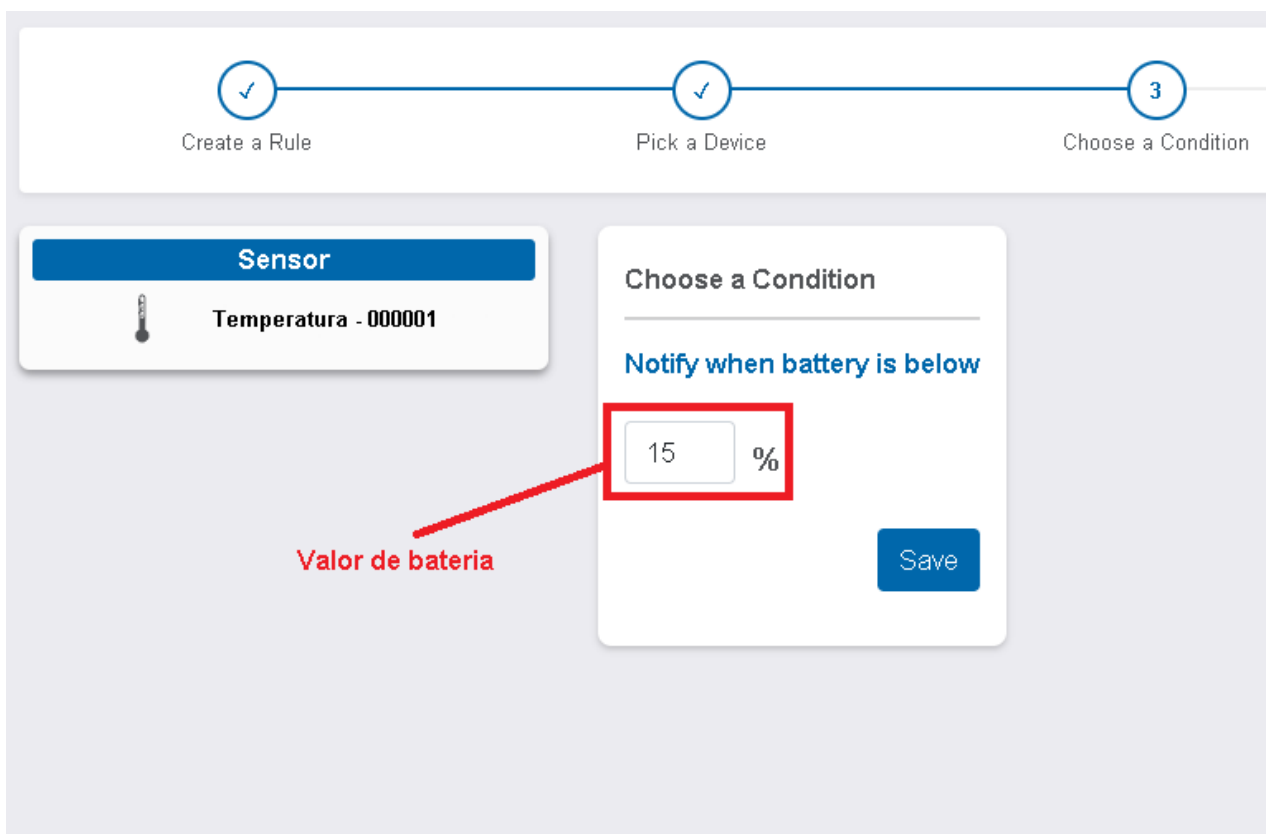 3
Create a Rule
Pick a Device
Choose a Condition
Sensor
Temperatura - 000001
Choose a Condition
Notify when battery is below
15 %
Valor de bateria
Save